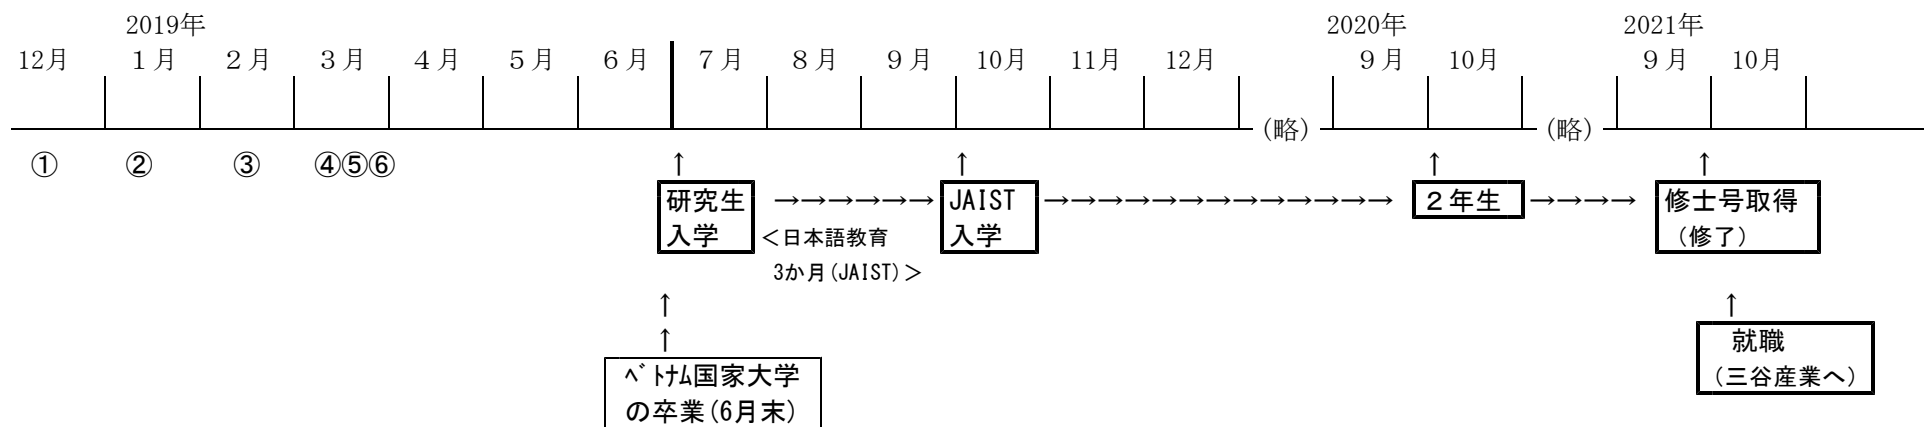 2019年 2020年 2021年
12月 1月 2月 3月 4月 5月 6月 7月 8月 9月 10月 11月 12月 9月 10月 9月 10月
(略) (略)
① ② ③ ④⑤⑥ ↑ ↑ ↑ ↑
研究生 →→→→→→ JAIST →→→→→→→→→→→→→ 2年生 →→→→ 修士号取得
入学 <日本語教育 入学 (修了)
3か月(JAIST)>
↑ ↑
↑ 就職
ベトナム国家大学 (三谷産業へ)
の卒業(6月末)